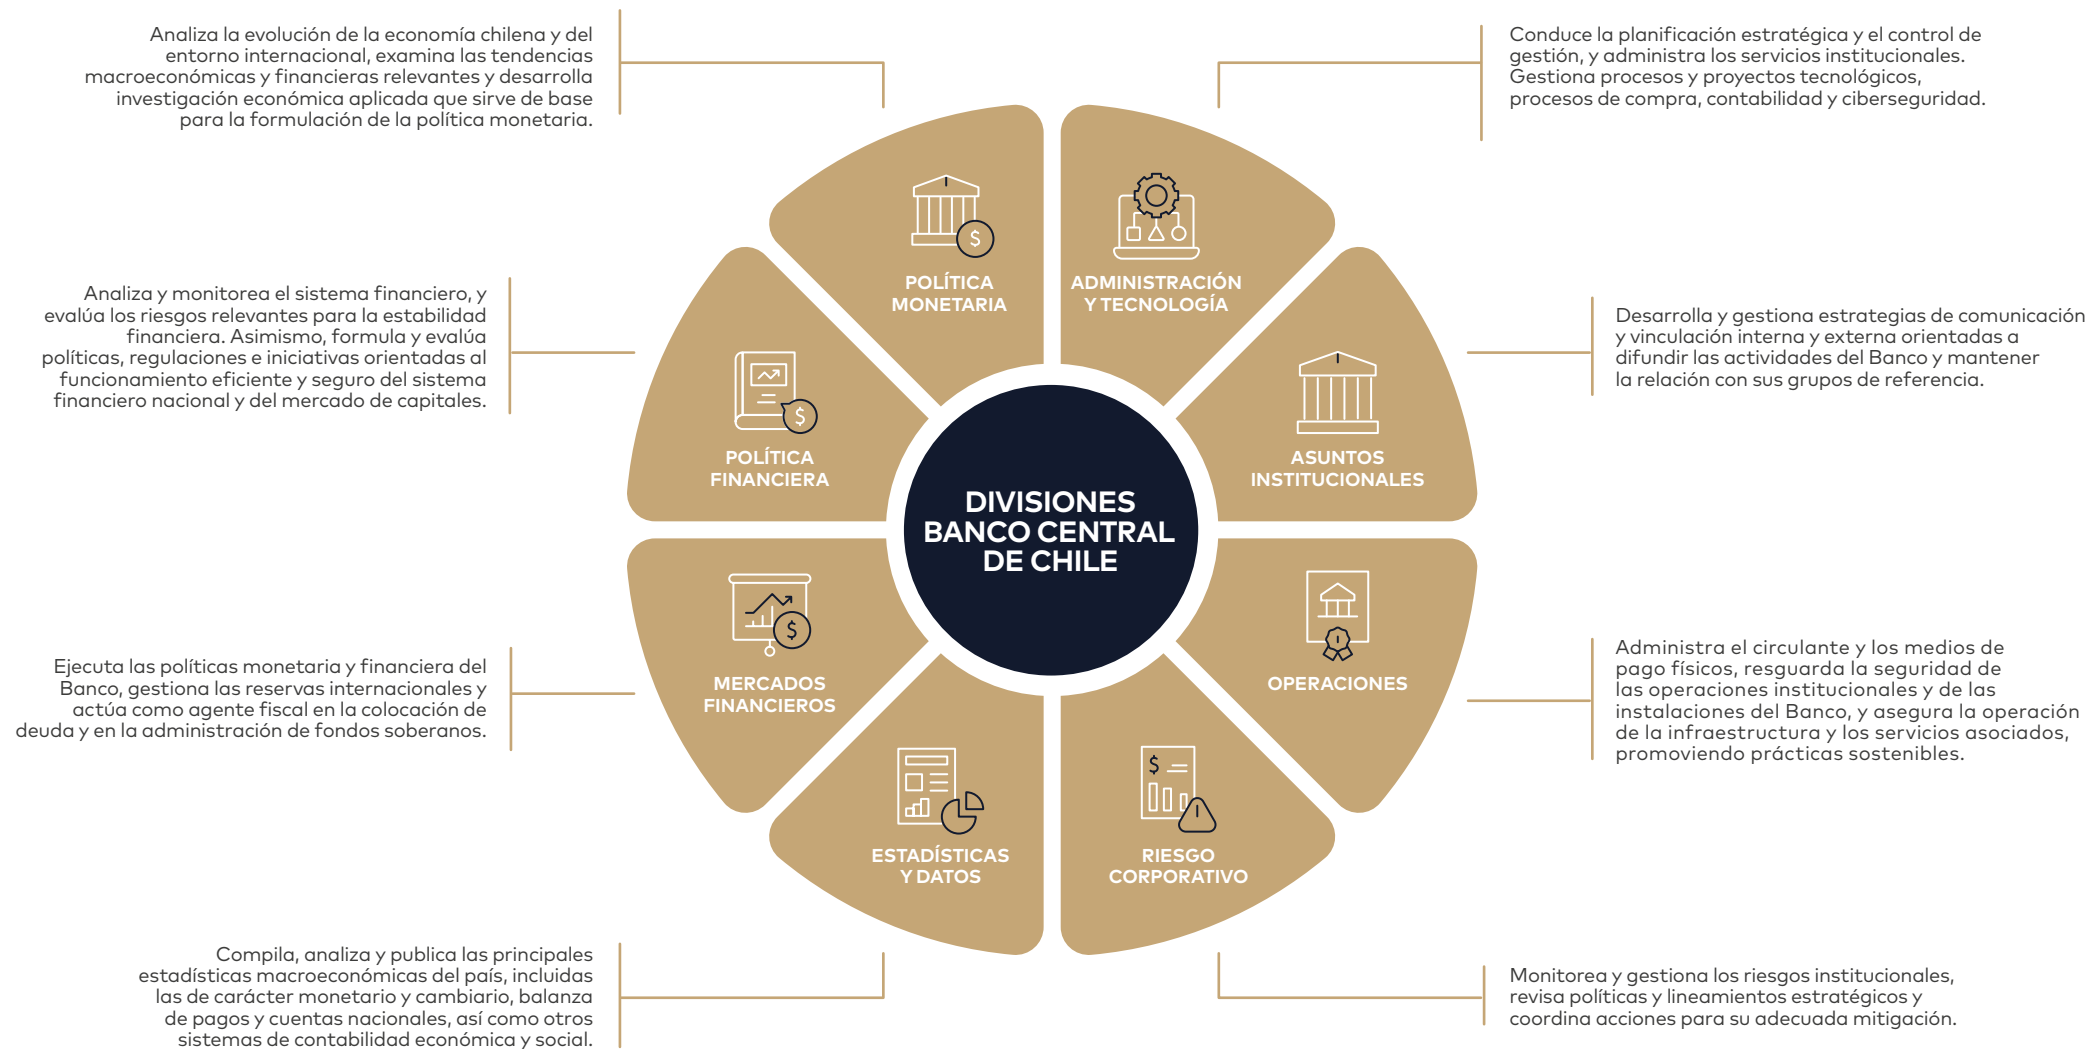 Analiza la evolución de la economía chilena y del
entorno internacional, examina las tendencias
macroeconómicas y financieras relevantes y desarrolla
investigación económica aplicada que sirve de base
para la formulación de la política monetaria.
Conduce la planificación estratégica y el control de
gestión, y administra los servicios institucionales.
Gestiona procesos y proyectos tecnológicos,
procesos de compra, contabilidad y ciberseguridad.
$
POLÍTICA
MONETARIA
ADMINISTRACIÓN
Y TECNOLOGÍA
Analiza y monitorea el sistema financiero, y
evalúa los riesgos relevantes para la estabilidad
financiera. Asimismo, formula y evalúa
políticas, regulaciones e iniciativas orientadas al
funcionamiento eficiente y seguro del sistema
financiero nacional y del mercado de capitales.
$
POLÍTICA
FINANCIERA
ASUNTOS
INSTITUCIONALES
Desarrolla y gestiona estrategias de comunicación
y vinculación interna y externa orientadas a
difundir las actividades del Banco y mantener
la relación con sus grupos de referencia.
DIVISIONES
BANCO CENTRAL
DE CHILE
Ejecuta las políticas monetaria y financiera del
Banco, gestiona las reservas internacionales y
actúa como agente fiscal en la colocación de
deuda y en la administración de fondos soberanos.
$
MERCADOS
FINANCIEROS
OPERACIONES
Administra el circulante y los medios de
pago físicos, resguarda la seguridad de
las operaciones institucionales y de las
instalaciones del Banco, y asegura la operación
de la infraestructura y los servicios asociados,
promoviendo prácticas sostenibles.
ESTADÍSTICAS
Y DATOS
$
RIESGO
CORPORATIVO
Compila, analiza y publica las principales
estadísticas macroeconómicas del país, incluidas
las de carácter monetario y cambiario, balanza
de pagos y cuentas nacionales, así como otros
sistemas de contabilidad económica y social.
Monitorea y gestiona los riesgos institucionales,
revisa políticas y lineamientos estratégicos y
coordina acciones para su adecuada mitigación.